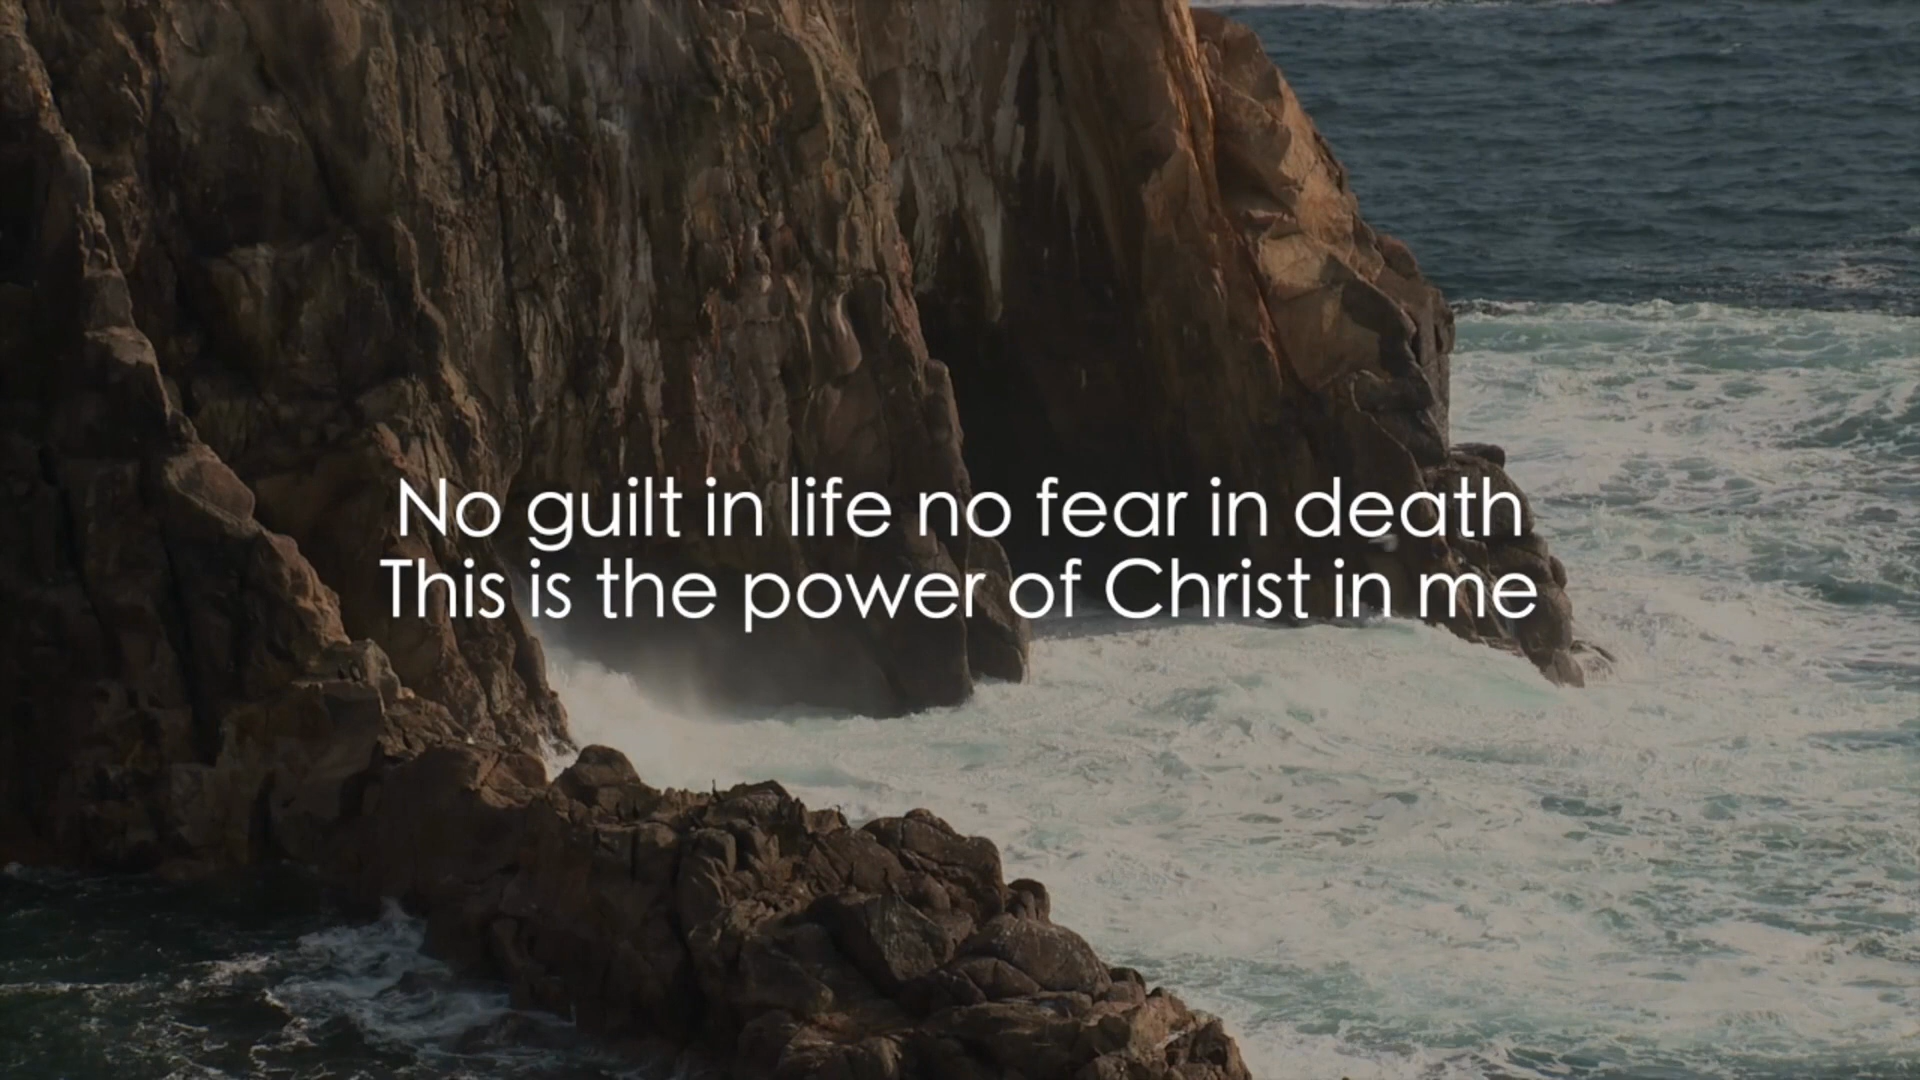 No guilt in life no fear in death
This is the power of Christ in me